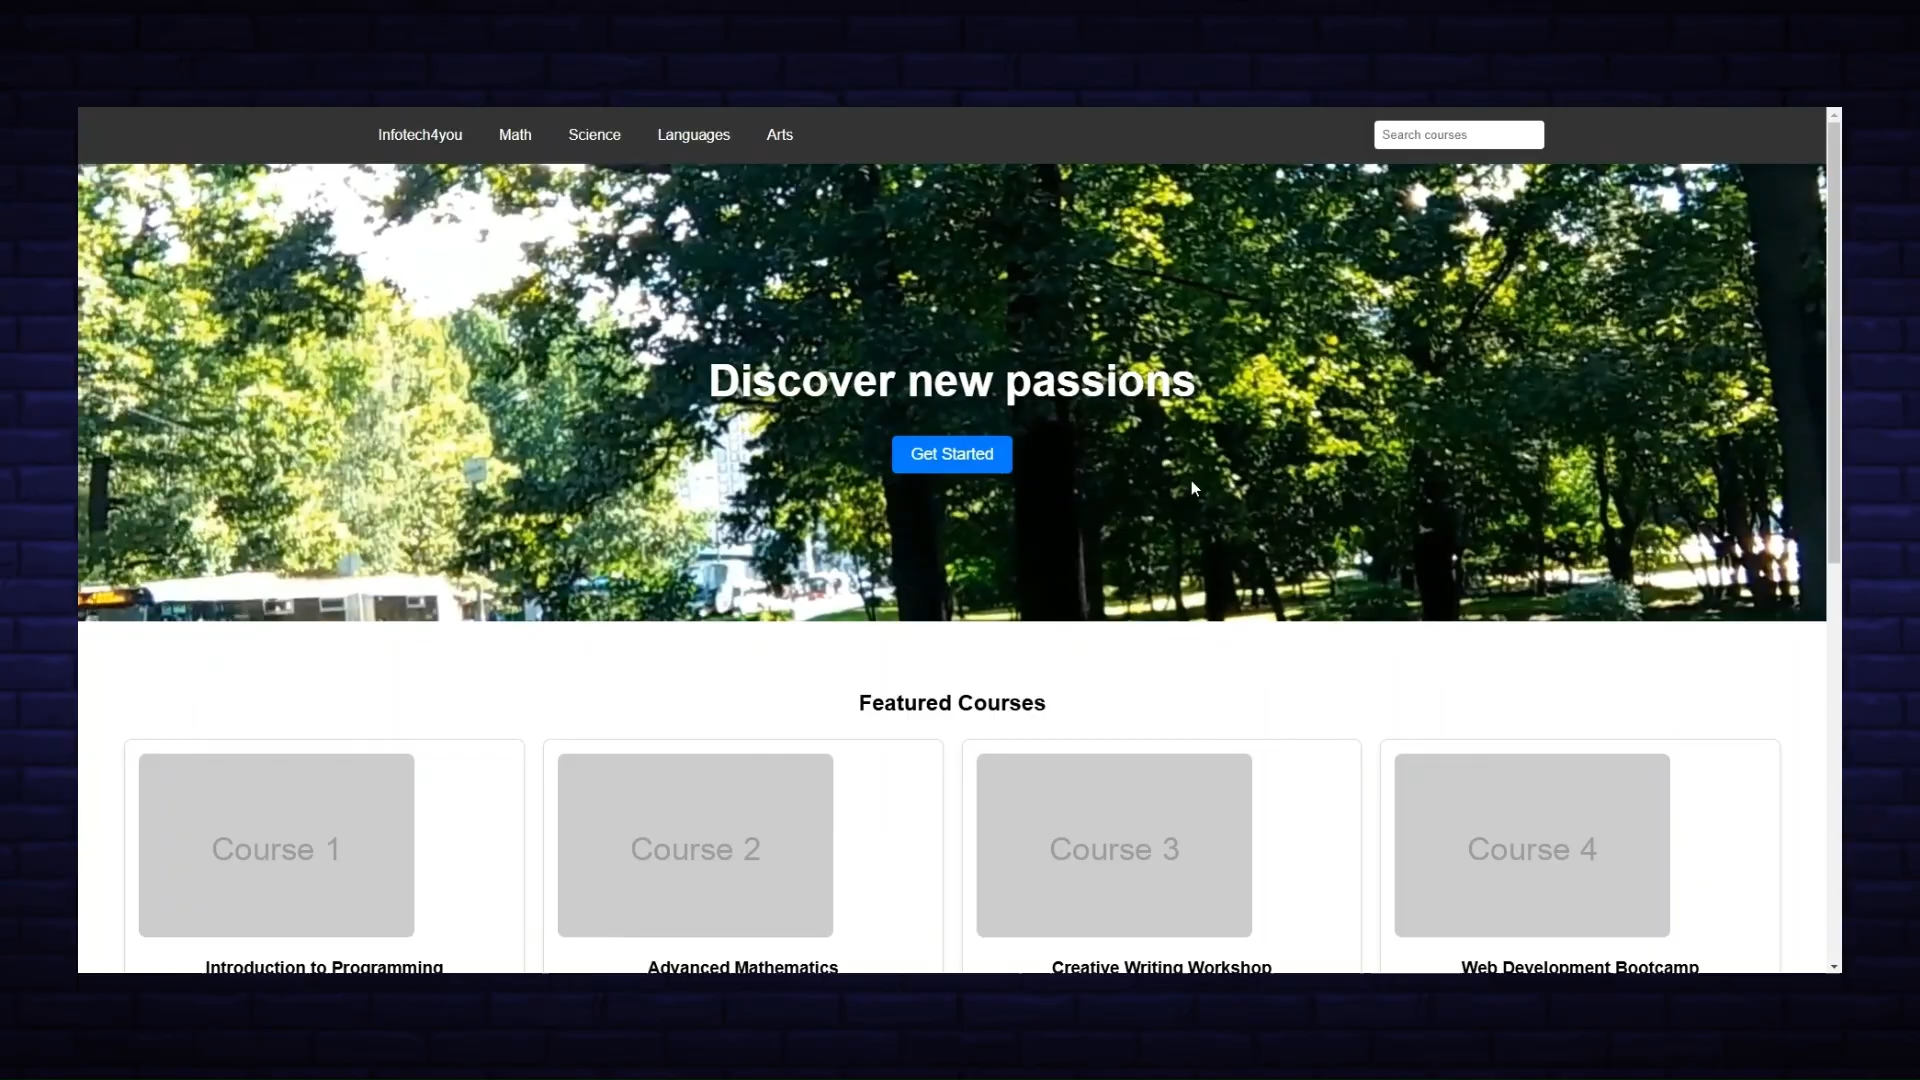 Infotech4you Math Science Languages Arts Search courses
Discover new passions
Get Started
Featured Courses
Course 1 Course 2 Course 3 Course 4
Introduction to Programming Advanced Mathematics Creative Writing Workshop Web Development Bootcamp